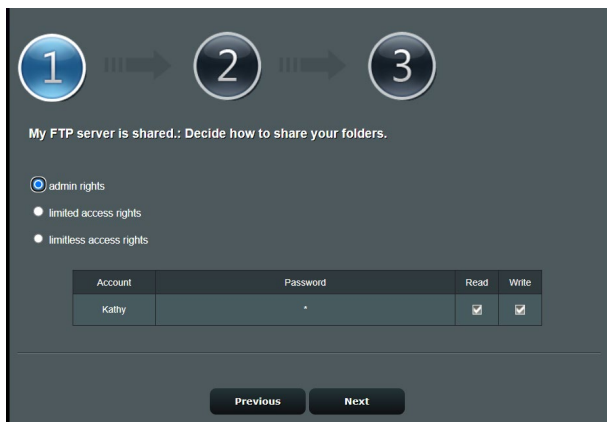 1 2 3
My FTP server is shared.: Decide how to share your folders.
admin rights
limited access rights
limitless access rights
Account Password Read Write
Kathy *
Previous Next